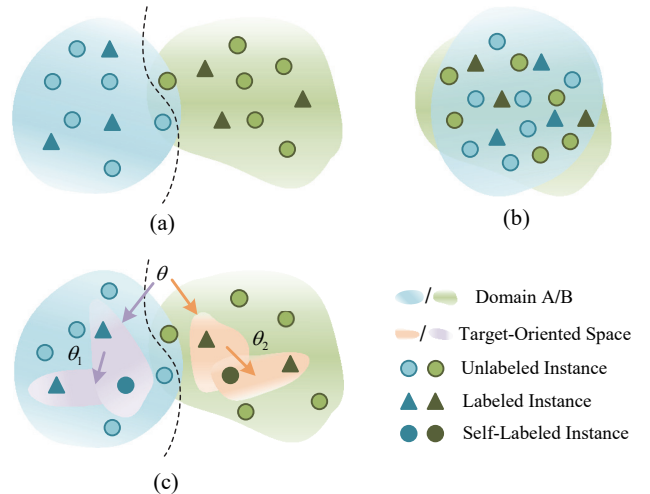 (a)
(b)
θ
θ1
θ2
(c)
/ Domain A/B
/ Target-Oriented Space
Unlabeled Instance
Labeled Instance
Self-Labeled Instance